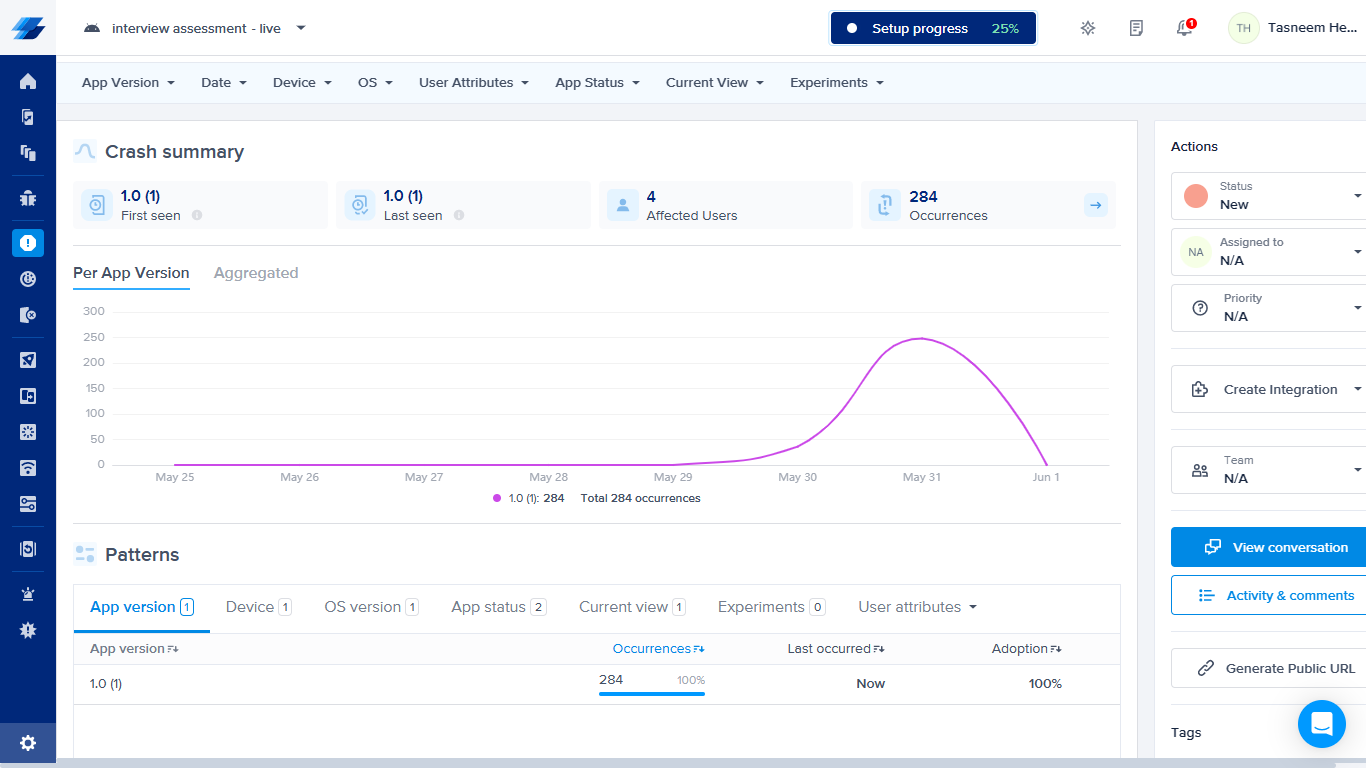 interview assessment - live
Setup progress 25%
1
TH Tasneem He...
App Version Date Device OS User Attributes App Status Current View Experiments
Crash summary
1.0 (1)
First seen
1.0 (1)
Last seen
4
Affected Users
284
Occurrences
Per App Version Aggregated
300
250
200
150
100
50
0
May 25 May 26 May 27 May 28 May 29 May 30 May 31 Jun 1
1.0 (1): 284 Total 284 occurrences
Patterns
App version 1 Device 1 OS version 1 App status 2 Current view 1 Experiments 0 User attributes
App version Occurrences Last occurred Adoption
1.0 (1) 284 100% Now 100%
Actions
Status
New
NA
Assigned to
N/A
Priority
N/A
Create Integration
Team
N/A
View conversation
Activity & comments
Generate Public URL
Tags